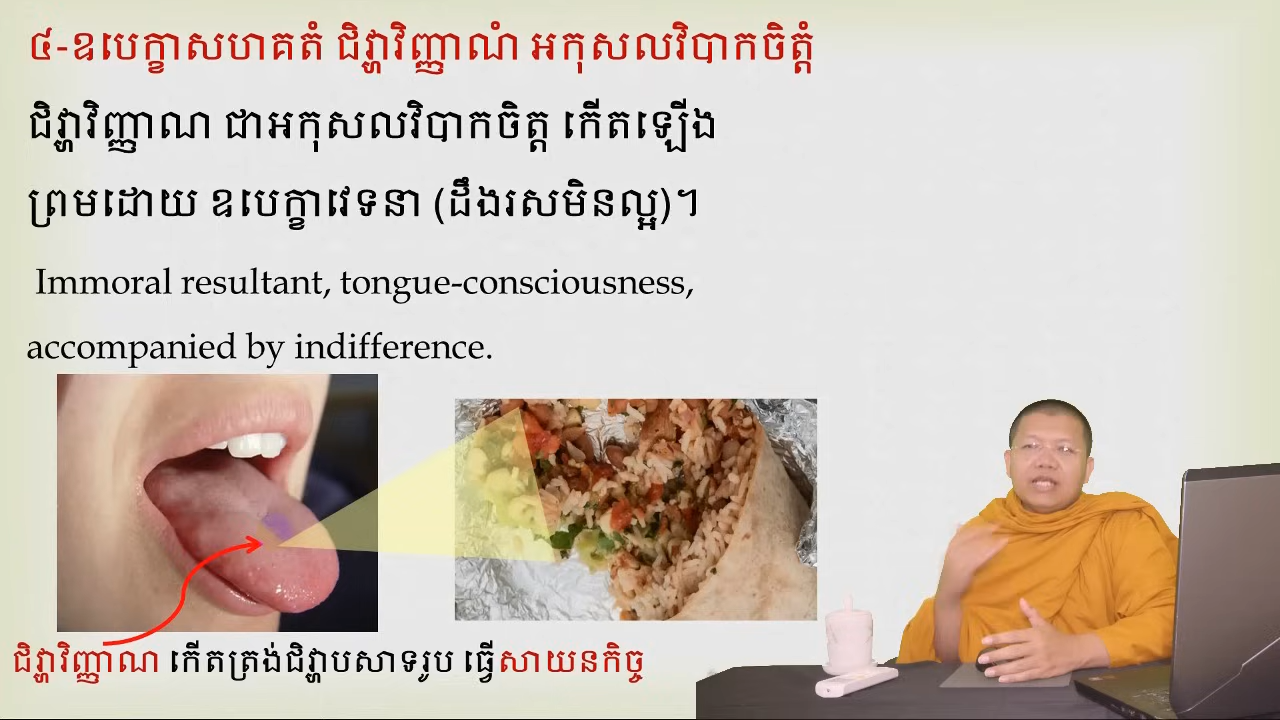 ៤-ឧបេក្ខាសហគតំ ជិវ្ហាវិញ្ញាណំ អកុសលវិបាកចិត្តំ
ជិវ្ហាវិញ្ញាណ ជាអកុសលវិបាកចិត្ត កើតឡើង
ព្រមដោយ ឧបេក្ខាវេទនា (ដឹងរសមិនល្អ)។
Immoral resultant, tongue-consciousness,
accompanied by indifference.
ជិវ្ហាវិញ្ញាណ កើតត្រង់ជិវ្ហាបសាទរូប ធ្វើសាយនកិច្ច